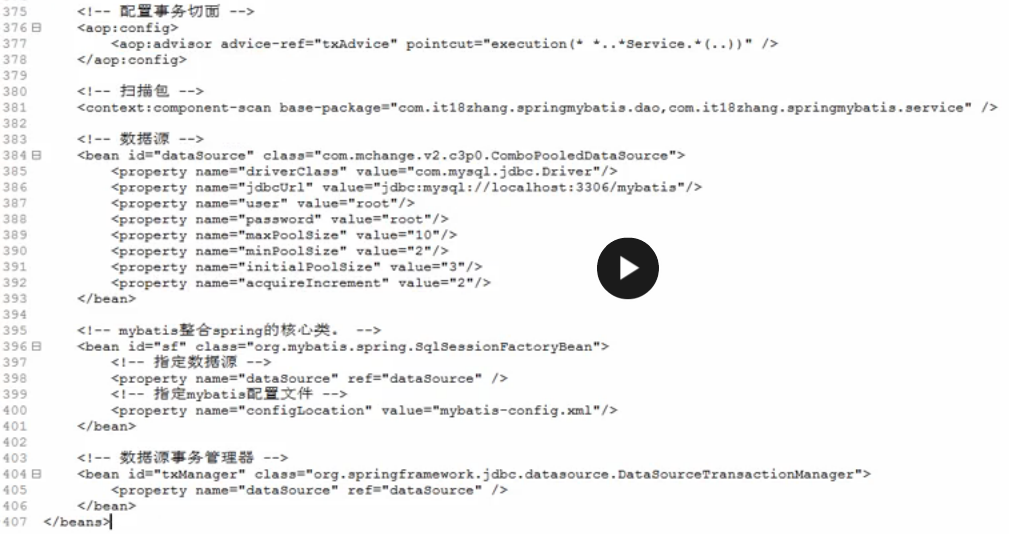 375 <!-- 配置事务切面 -->
376 <aop:config>
377 <aop:advisor advice-ref="txAdvice" pointcut="execution(* *..*Service.*(..))" />
378 </aop:config>
379
380 <!-- 扫描包 -->
381 <context:component-scan base-package="com.it18zhang.springmybatis.dao,com.it18zhang.springmybatis.service" />
382
383 <!-- 数据源 -->
384 <bean id="dataSource" class="com.mchange.v2.c3p0.ComboPooledDataSource">
385 <property name="driverClass" value="com.mysql.jdbc.Driver"/>
386 <property name="jdbcUrl" value="jdbc:mysql://localhost:3306/mybatis"/>
387 <property name="user" value="root"/>
388 <property name="password" value="root"/>
389 <property name="maxPoolSize" value="10"/>
390 <property name="minPoolSize" value="2"/>
391 <property name="initialPoolSize" value="3"/>
392 <property name="acquireIncrement" value="2"/>
393 </bean>
394
395 <!-- mybatis整合spring的核心类。 -->
396 <bean id="sf" class="org.mybatis.spring.SqlSessionFactoryBean">
397 <!-- 指定数据源 -->
398 <property name="dataSource" ref="dataSource" />
399 <!-- 指定mybatis配置文件 -->
400 <property name="configLocation" value="mybatis-config.xml"/>
401 </bean>
402
403 <!-- 数据源事务管理器 -->
404 <bean id="txManager" class="org.springframework.jdbc.datasource.DataSourceTransactionManager">
405 <property name="dataSource" ref="dataSource" />
406 </bean>
407 </beans>